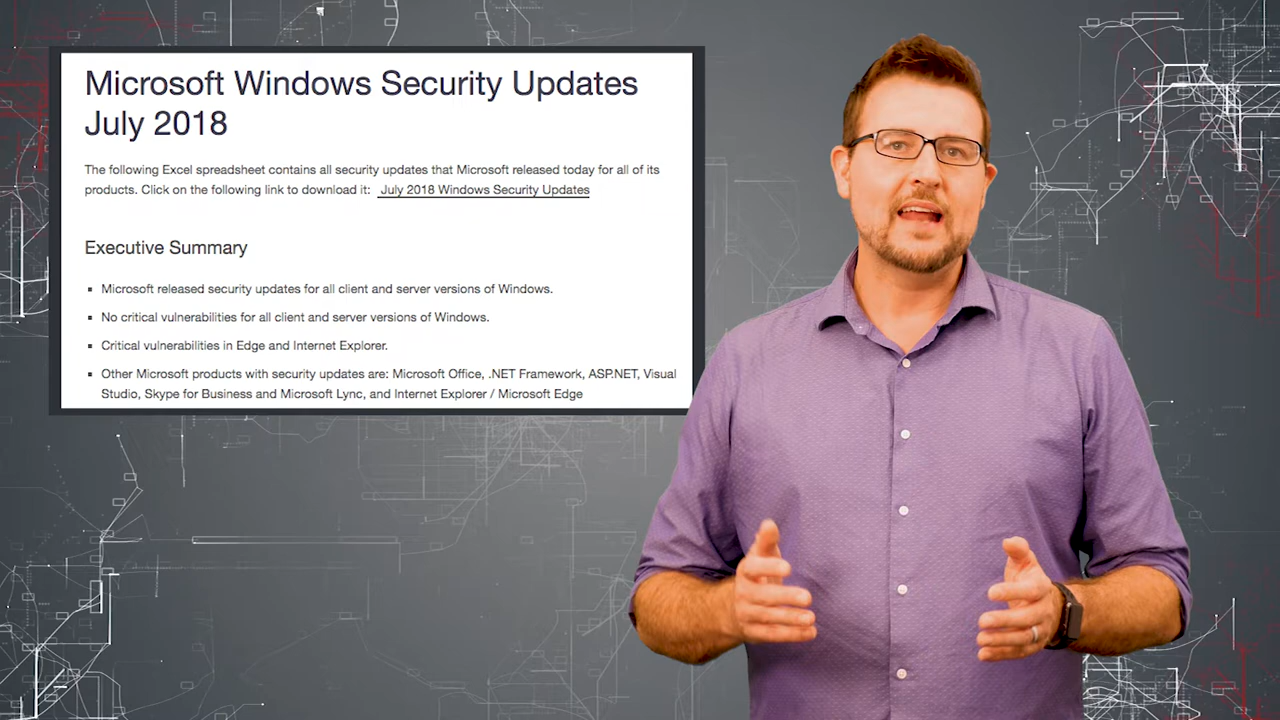 Microsoft Windows Security Updates
July 2018
The following Excel spreadsheet contains all security updates that Microsoft released today for all of its
products. Click on the following link to download it: July 2018 Windows Security Updates
Executive Summary
▪ Microsoft released security updates for all client and server versions of Windows.
▪ No critical vulnerabilities for all client and server versions of Windows.
▪ Critical vulnerabilities in Edge and Internet Explorer.
▪ Other Microsoft products with security updates are: Microsoft Office, .NET Framework, ASP.NET, Visual
Studio, Skype for Business and Microsoft Lync, and Internet Explorer / Microsoft Edge